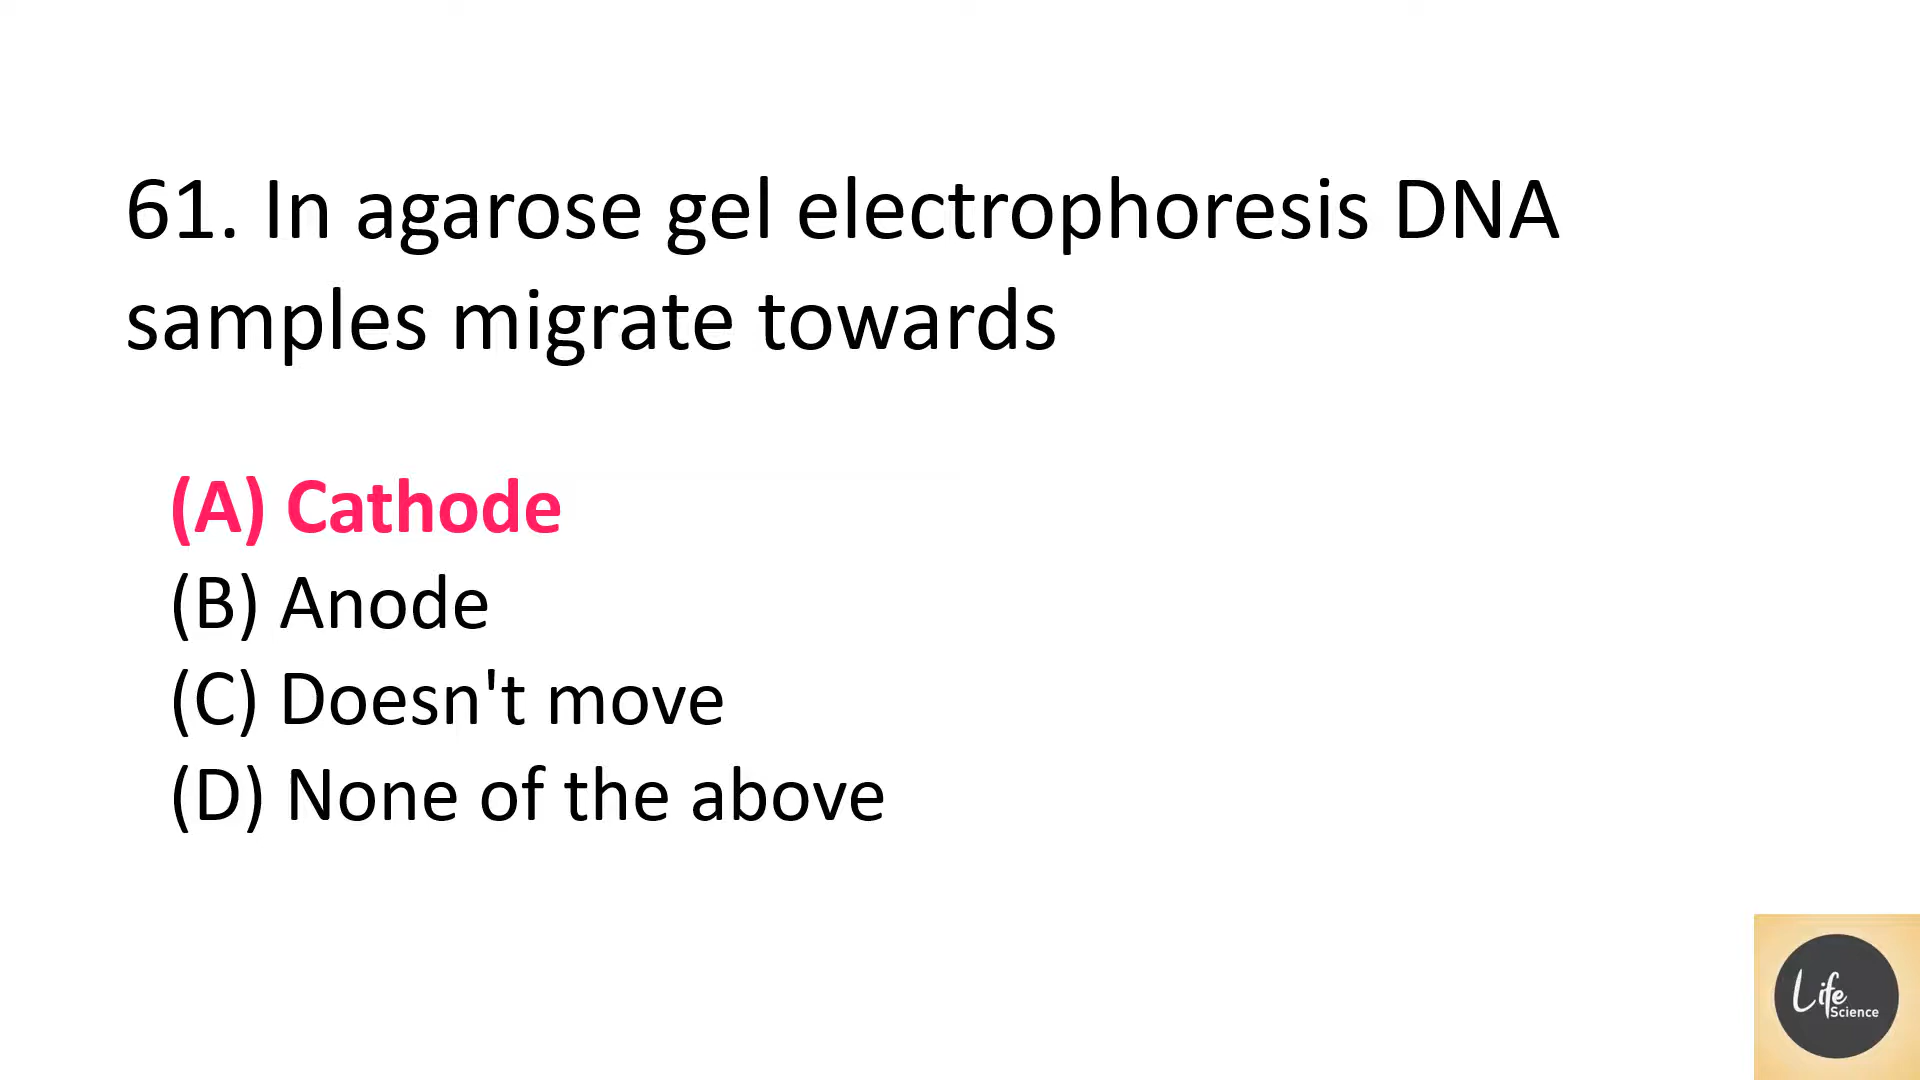 61. In agarose gel electrophoresis DNA
samples migrate towards
(A) Cathode
(B) Anode
(C) Doesn't move
(D) None of the above
Life
Science